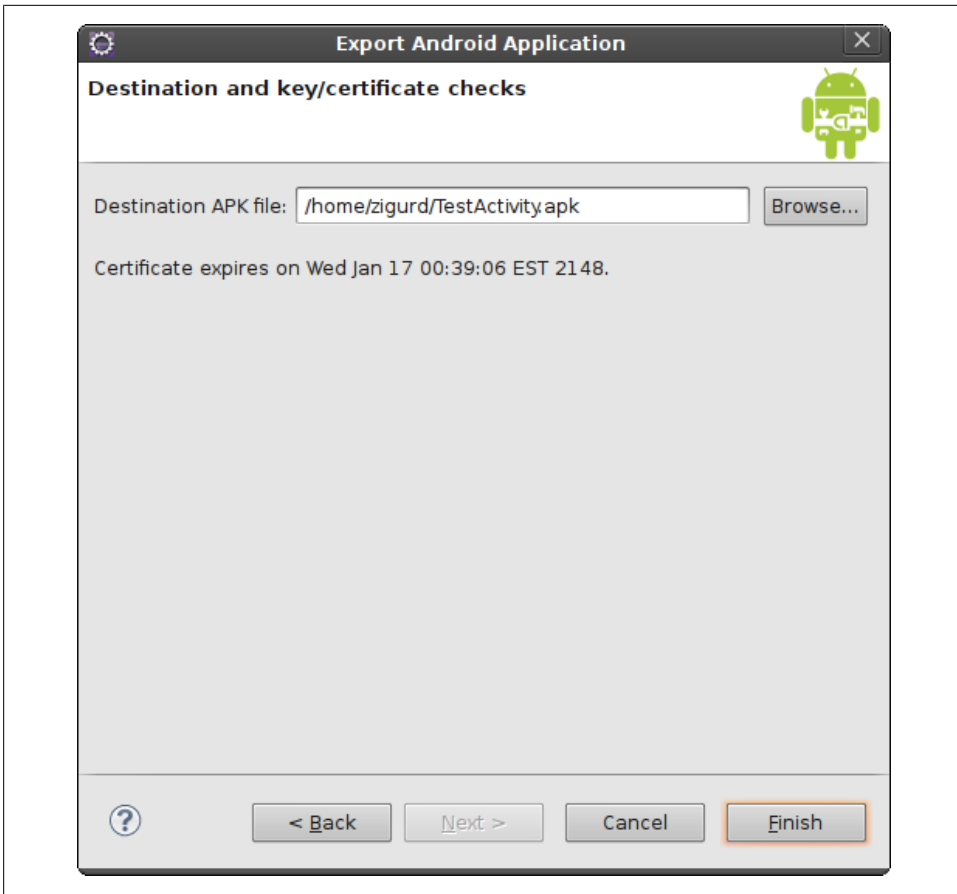 Export Android Application
Destination and key/certificate checks
Destination APK file: /home/zigurd/TestActivity.apk Browse...
Certificate expires on Wed Jan 17 00:39:06 EST 2148.
? < Back Next > Cancel Finish